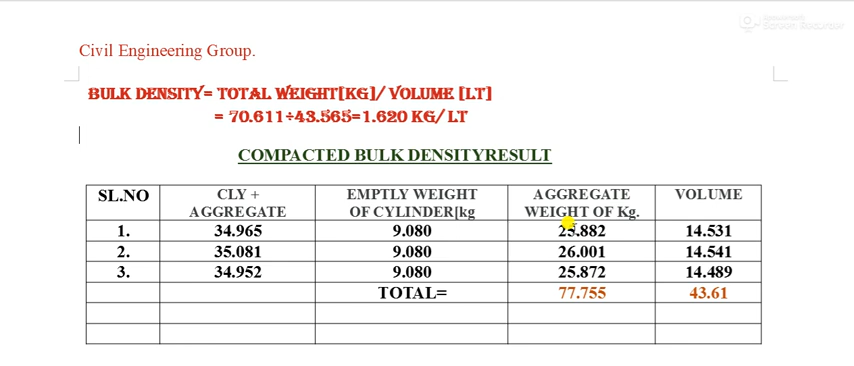 Civil Engineering Group.
BULK DENSITY= TOTAL WEIGHT[KG]/ VOLUME [LT]
= 70.611÷43.565=1.620 KG/ LT
COMPACTED BULK DENSITYRESULT
SL.NO CLY + AGGREGATE EMPTLY WEIGHT OF CYLINDER[kg AGGREGATE WEIGHT OF Kg. VOLUME
1. 34.965 9.080 25.882 14.531
2. 35.081 9.080 26.001 14.541
3. 34.952 9.080 25.872 14.489
TOTAL= 77.755 43.61